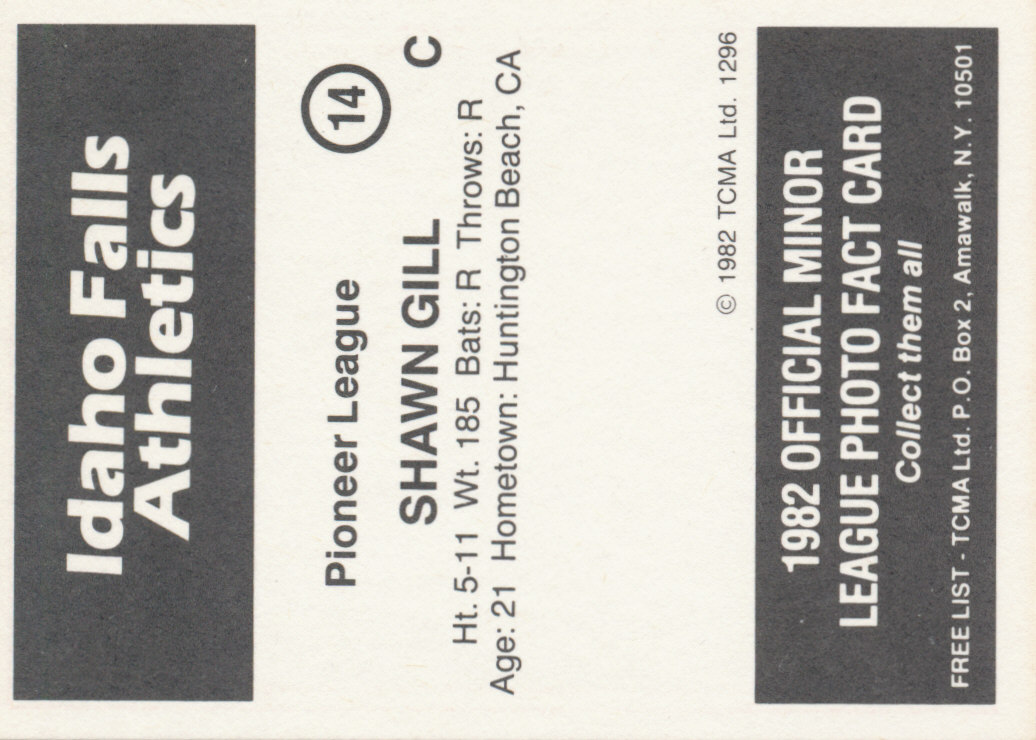 Idaho Falls
Athletics
14
Pioneer League
SHAWN GILL C
Ht. 5-11 Wt. 185 Bats: R Throws: R
Age: 21 Hometown: Huntington Beach, CA
© 1982 TCMA Ltd. 1296
1982 OFFICIAL MINOR
LEAGUE PHOTO FACT CARD
Collect them all
FREE LIST - TCMA Ltd. P.O. Box 2, Amawalk, N.Y. 10501